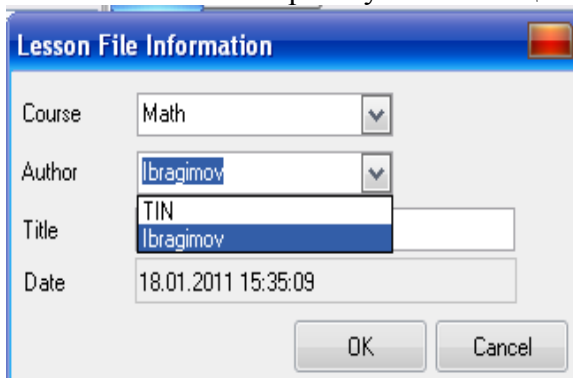 Lesson File Information
Course Math
Author Ibragimov
TIN
Title Ibragimov
Date 18.01.2011 15:35:09
OK Cancel